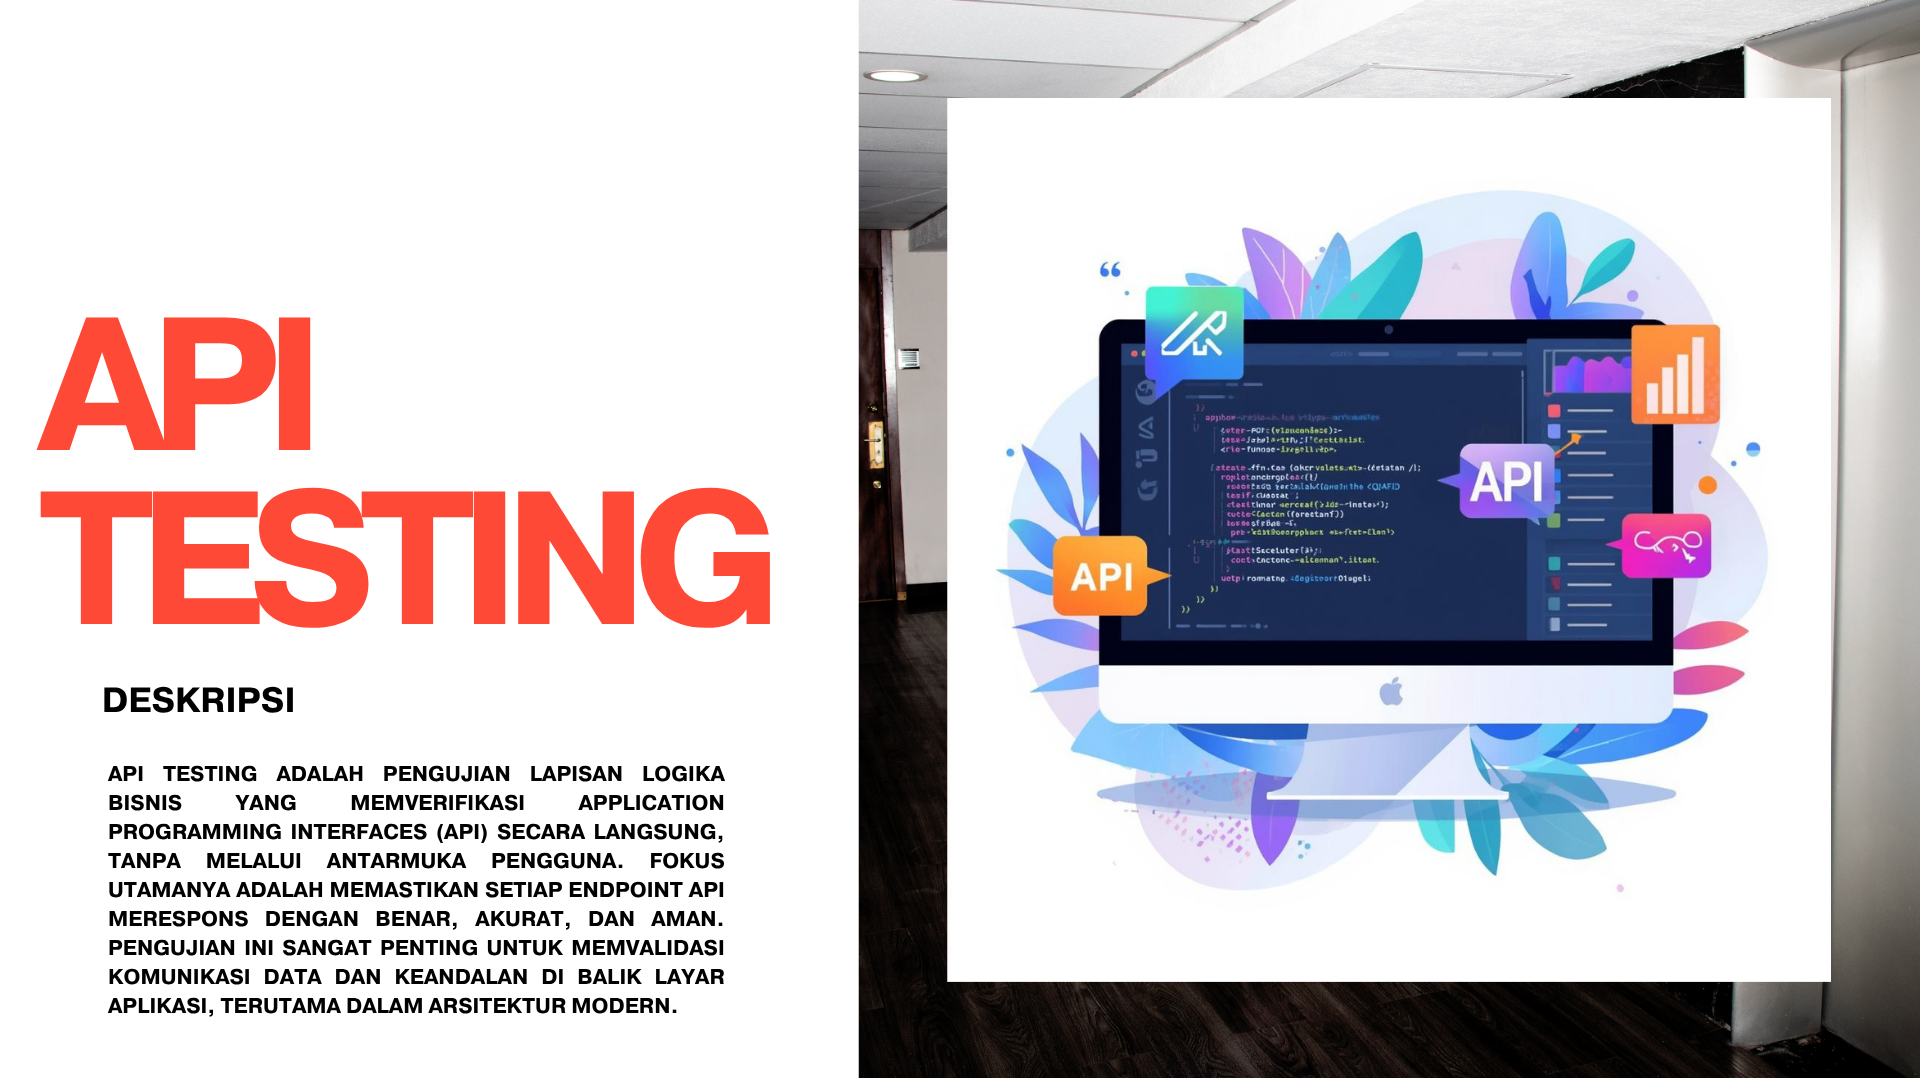 API
TESTING
DESKRIPSI
API TESTING ADALAH PENGUJIAN LAPISAN LOGIKA
BISNIS YANG MEMVERIFIKASI APPLICATION
PROGRAMMING INTERFACES (API) SECARA LANGSUNG,
TANPA MELALUI ANTARMUKA PENGGUNA. FOKUS
UTAMANYA ADALAH MEMASTIKAN SETIAP ENDPOINT API
MERESPONS DENGAN BENAR, AKURAT, DAN AMAN.
PENGUJIAN INI SANGAT PENTING UNTUK MEMVALIDASI
KOMUNIKASI DATA DAN KEANDALAN DI BALIK LAYAR
APLIKASI, TERUTAMA DALAM ARSITEKTUR MODERN.
API
API